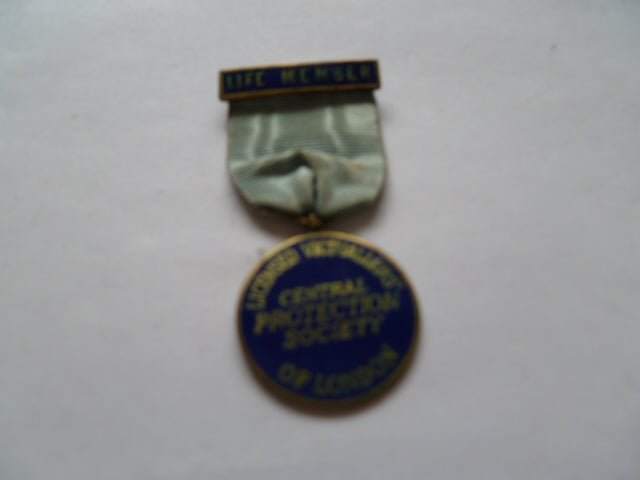 LIFE MEMBER
LICENSED VICTUALLERS'
CENTRAL
PROTECTION
SOCIETY
OF LONDON